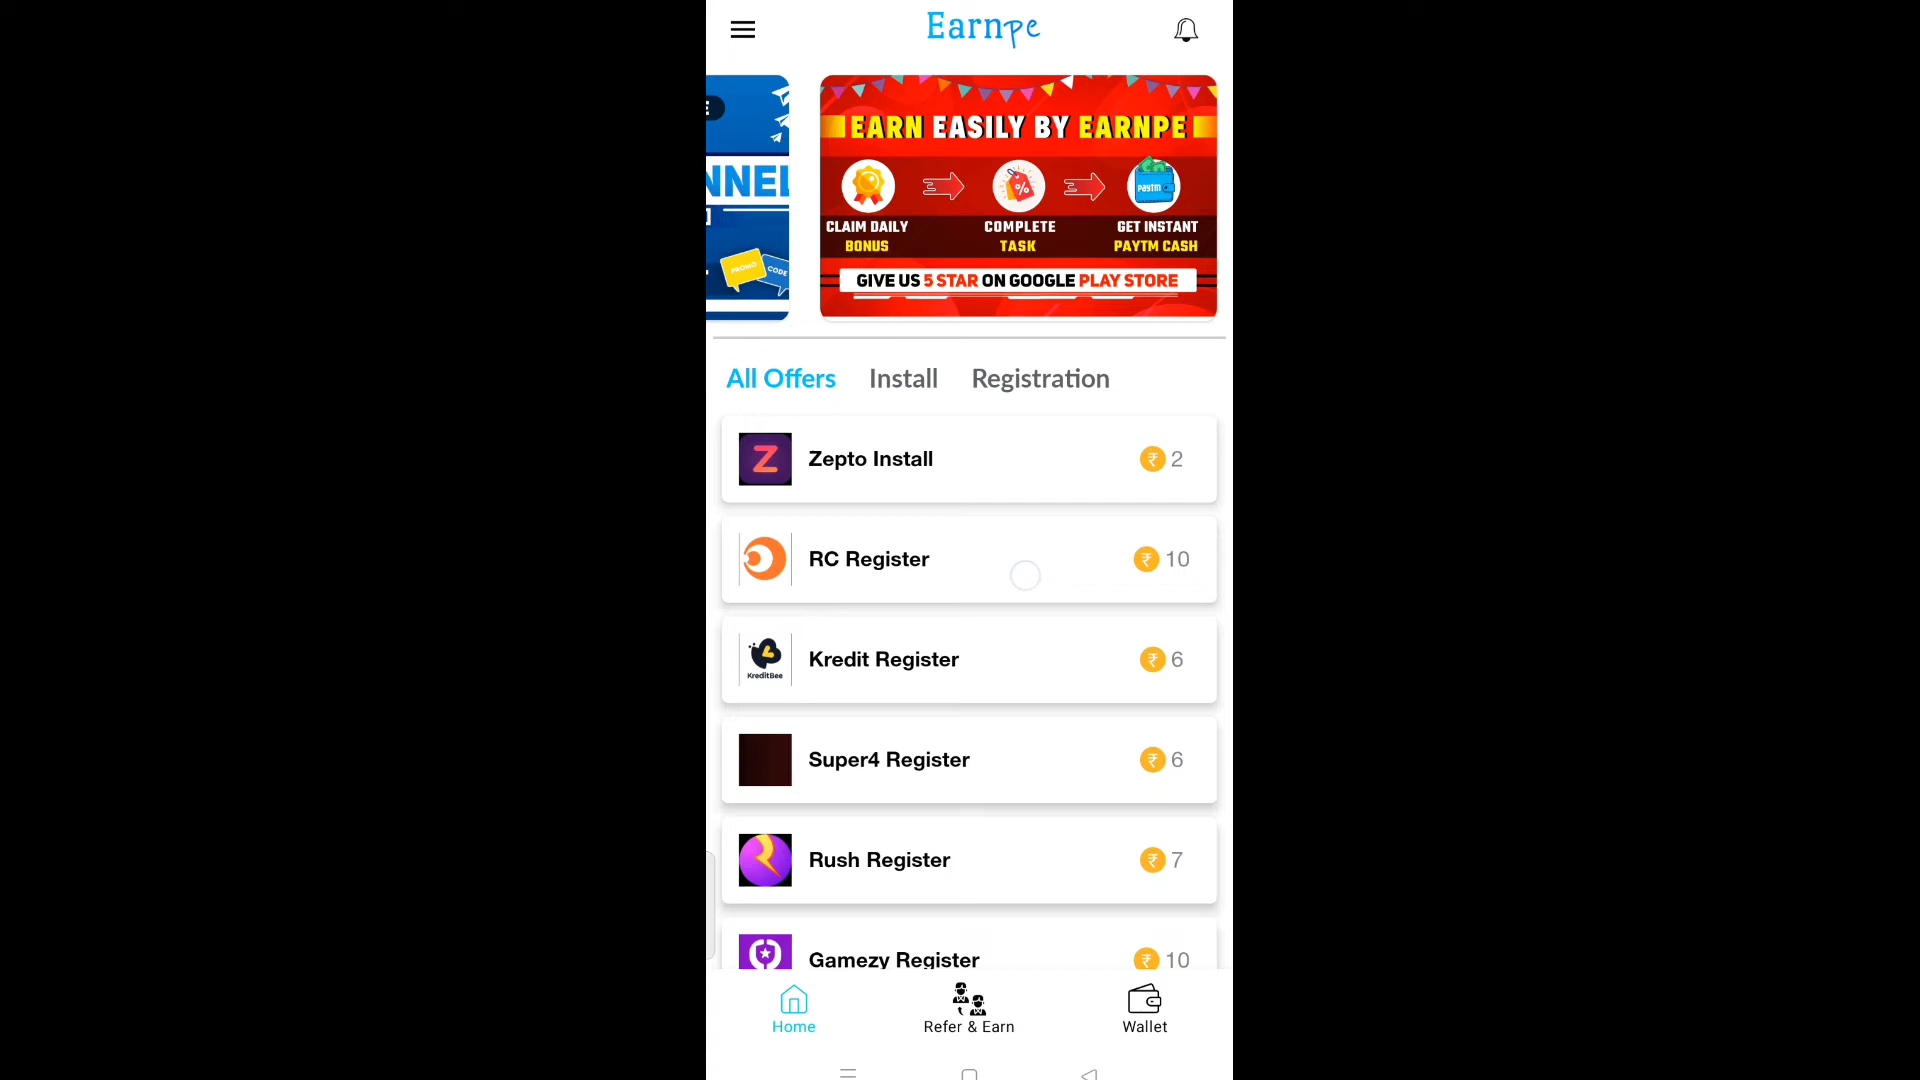 Earnpe
E
NNEL
PROMO
CODE
EARN EASILY BY EARNPE
paytm
CLAIM DAILY
BONUS
COMPLETE
TASK
GET INSTANT
PAYTM CASH
GIVE US 5 STAR ON GOOGLE PLAY STORE
All Offers Install Registration
Zepto Install ₹ 2
RC Register ₹ 10
KreditBee
Kredit Register ₹ 6
Super4 Register ₹ 6
Rush Register ₹ 7
Gamezy Register ₹ 10
Home Refer & Earn Wallet